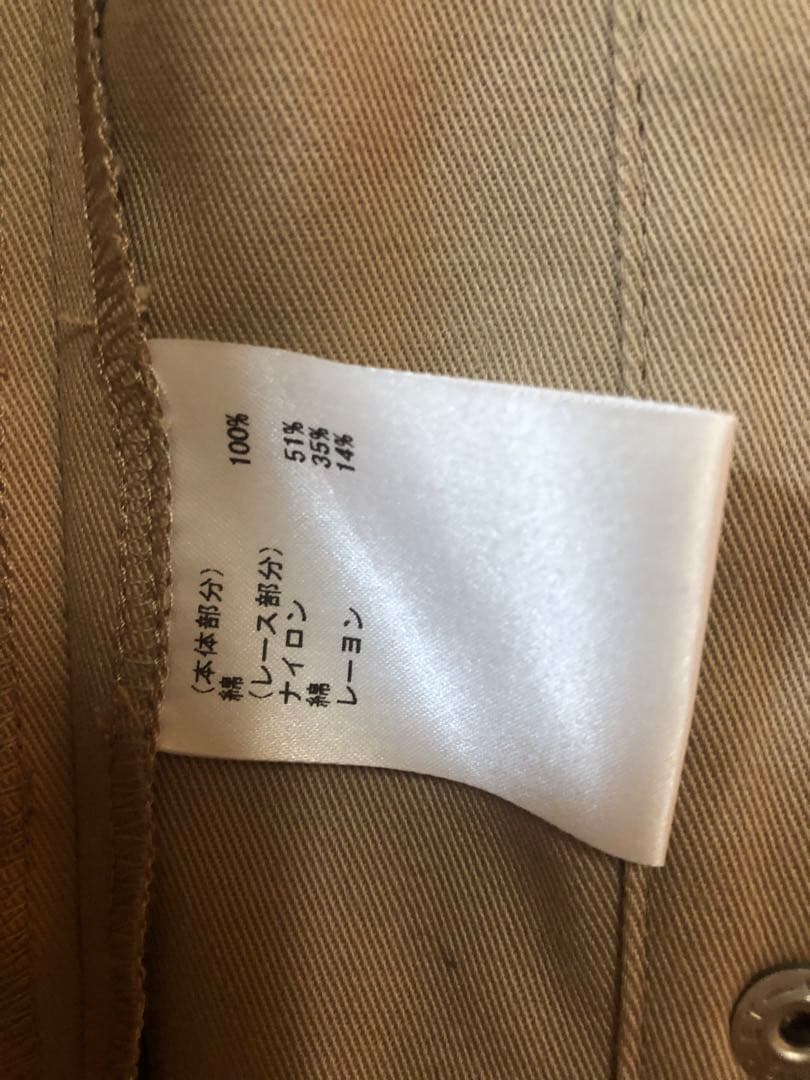 (本体部分)
綿 100%
(レース部分)
ナイロン 51%
綿 35%
レーヨン 14%